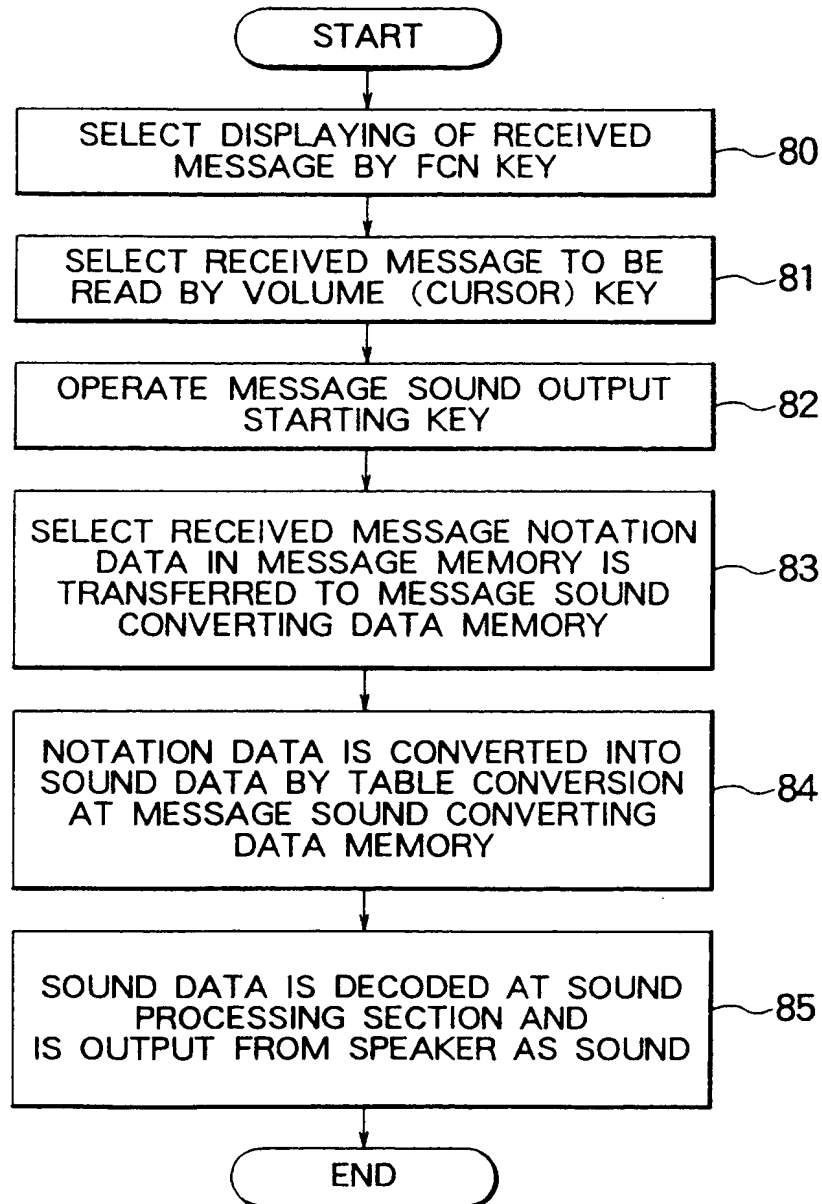 START
SELECT DISPLAYING OF RECEIVED
MESSAGE BY FCN KEY
80
SELECT RECEIVED MESSAGE TO BE
READ BY VOLUME (CURSOR) KEY
81
OPERATE MESSAGE SOUND OUTPUT
STARTING KEY
82
SELECT RECEIVED MESSAGE NOTATION
DATA IN MESSAGE MEMORY IS
TRANSFERRED TO MESSAGE SOUND
CONVERTING DATA MEMORY
83
NOTATION DATA IS CONVERTED INTO
SOUND DATA BY TABLE CONVERSION
AT MESSAGE SOUND CONVERTING
DATA MEMORY
84
SOUND DATA IS DECODED AT SOUND
PROCESSING SECTION AND
IS OUTPUT FROM SPEAKER AS SOUND
85
END